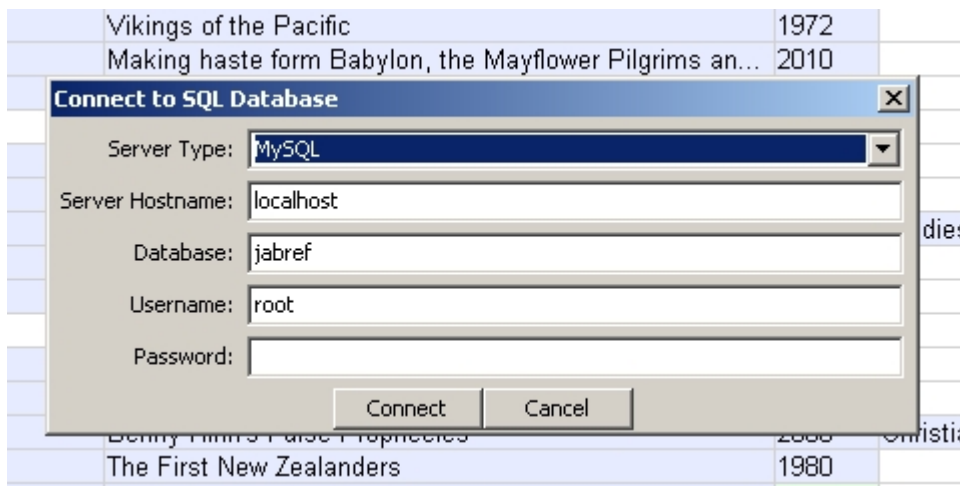 Vikings of the Pacific 1972
Making haste form Babylon, the Mayflower Pilgrims an... 2010
Connect to SQL Database
Server Type: MySQL
Server Hostname: localhost
dies
Database: jabref
Username: root
Password:
Connect Cancel
The First New Zealanders 1980